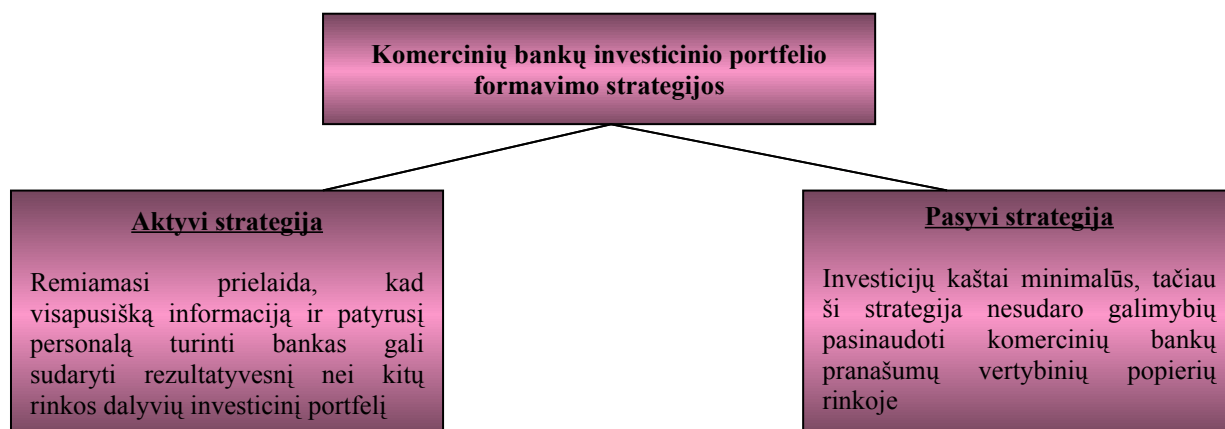 Komercinių bankų investicinio portfelio
formavimo strategijos
Aktyvi strategija
Remiamasi prielaida, kad
visapusišką informaciją ir patyrusį
personalą turinti bankas gali
sudaryti rezultatyvesnį nei kitų
rinkos dalyvių investicinį portfelį
Pasyvi strategija
Investicijų kaštai minimalūs, tačiau
ši strategija nesudaro galimybių
pasinaudoti komercinių bankų
pranašumų vertybinių popierių
rinkoje